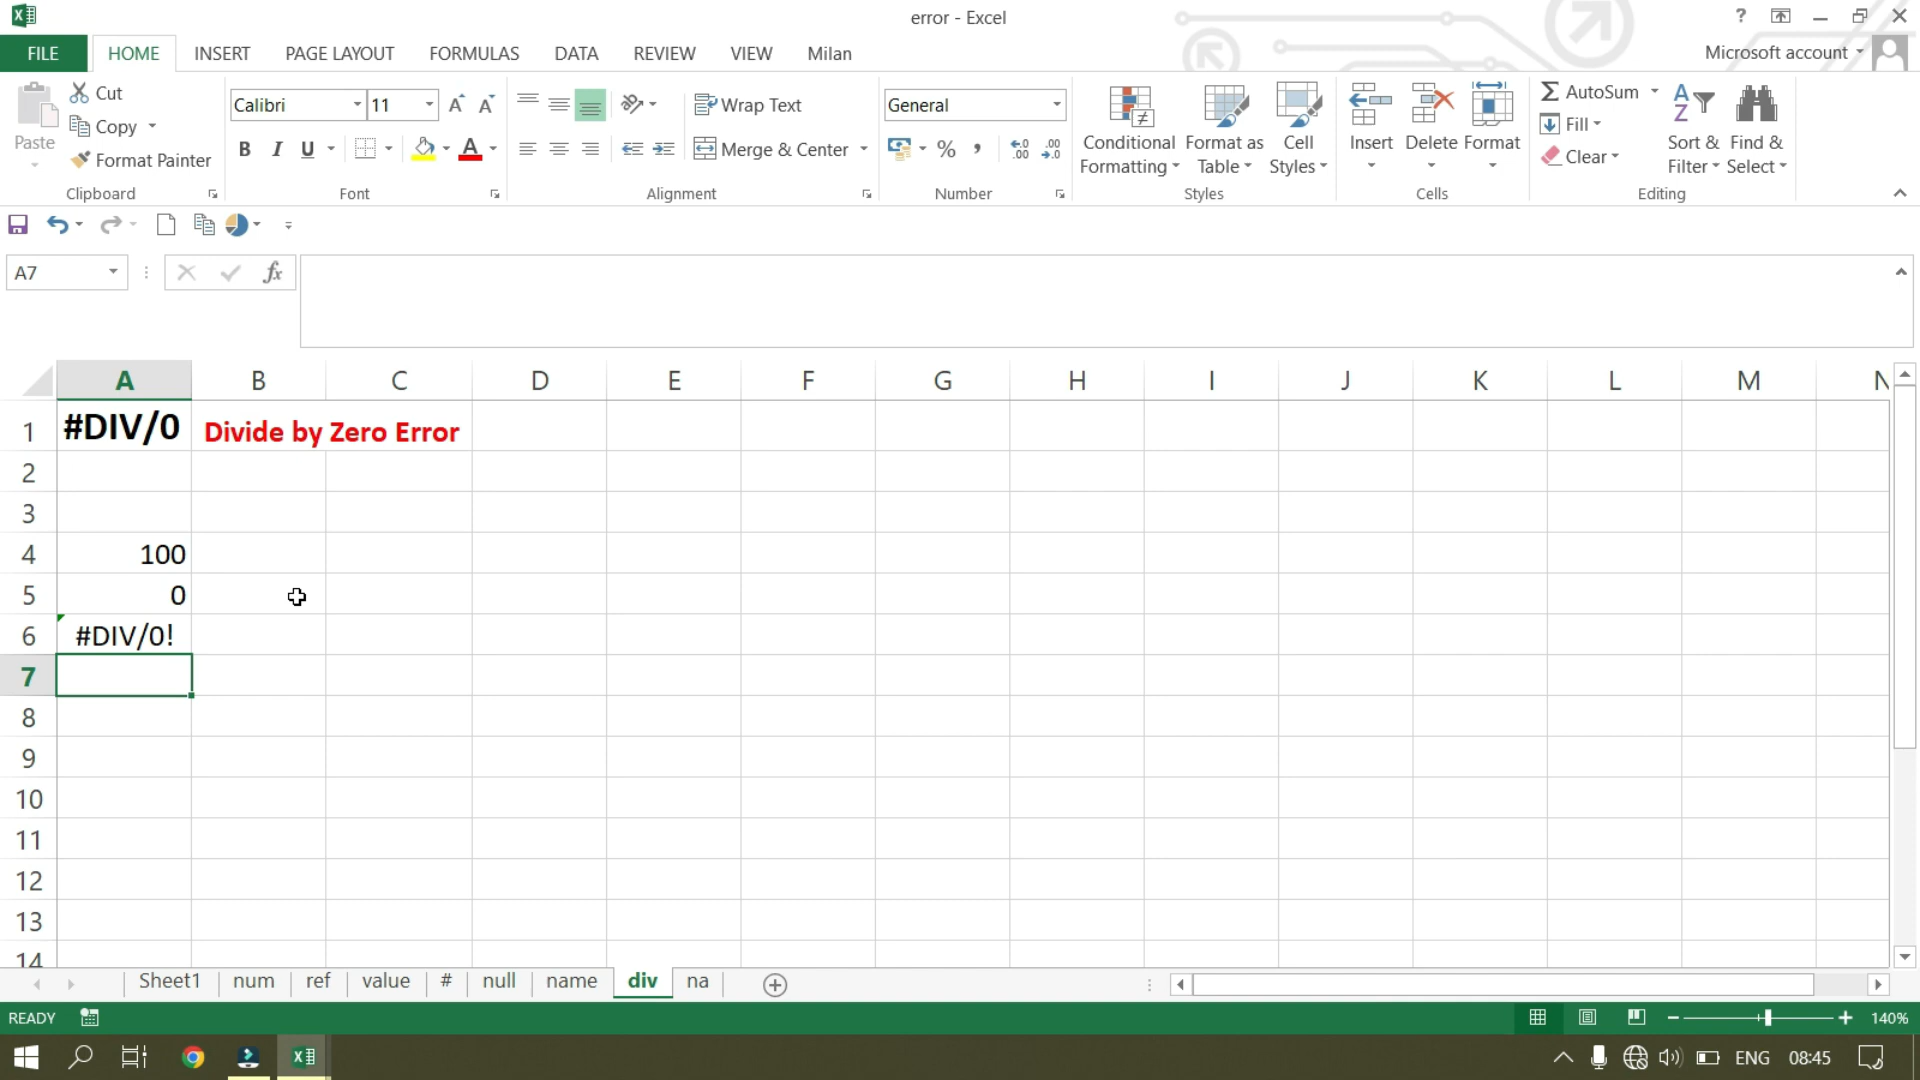 error - Excel
?
FILE HOME INSERT PAGE LAYOUT FORMULAS DATA REVIEW VIEW Milan
Microsoft account
Paste
Cut
Copy
Format Painter
Clipboard
Calibri 11
B I U
Font
Wrap Text
Merge & Center
Alignment
General
%
Number
Conditional Formatting
Format as Table
Cell Styles
Styles
Insert Delete Format
Cells
AutoSum
Fill
Clear
Sort & Filter
Find & Select
Editing
A7
fx
A B C D E F G H I J K L M N
1 #DIV/0 Divide by Zero Error
2
3
4 100
5 0
6 #DIV/0!
7
8
9
10
11
12
13
14
Sheet1 num ref value # null name div na
READY
140%
ENG 08:45